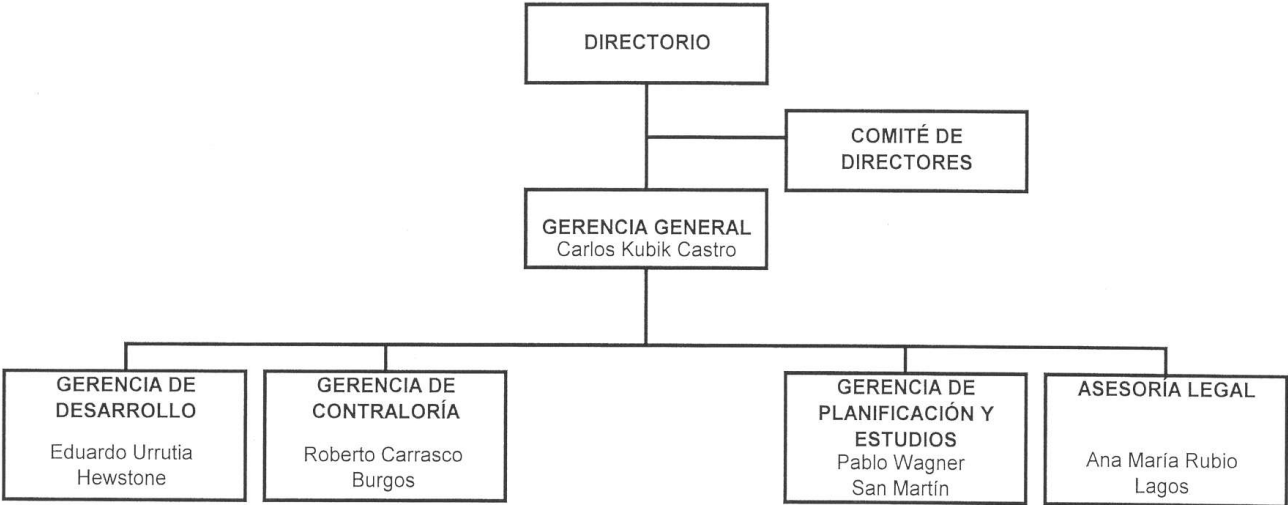 DIRECTORIO
COMITÉ DE
DIRECTORES
GERENCIA GENERAL
Carlos Kubik Castro
GERENCIA DE
DESARROLLO
Eduardo Urrutia
Hewstone
GERENCIA DE
CONTRALORÍA
Roberto Carrasco
Burgos
GERENCIA DE
PLANIFICACIÓN Y
ESTUDIOS
Pablo Wagner
San Martín
ASESORÍA LEGAL
Ana María Rubio
Lagos